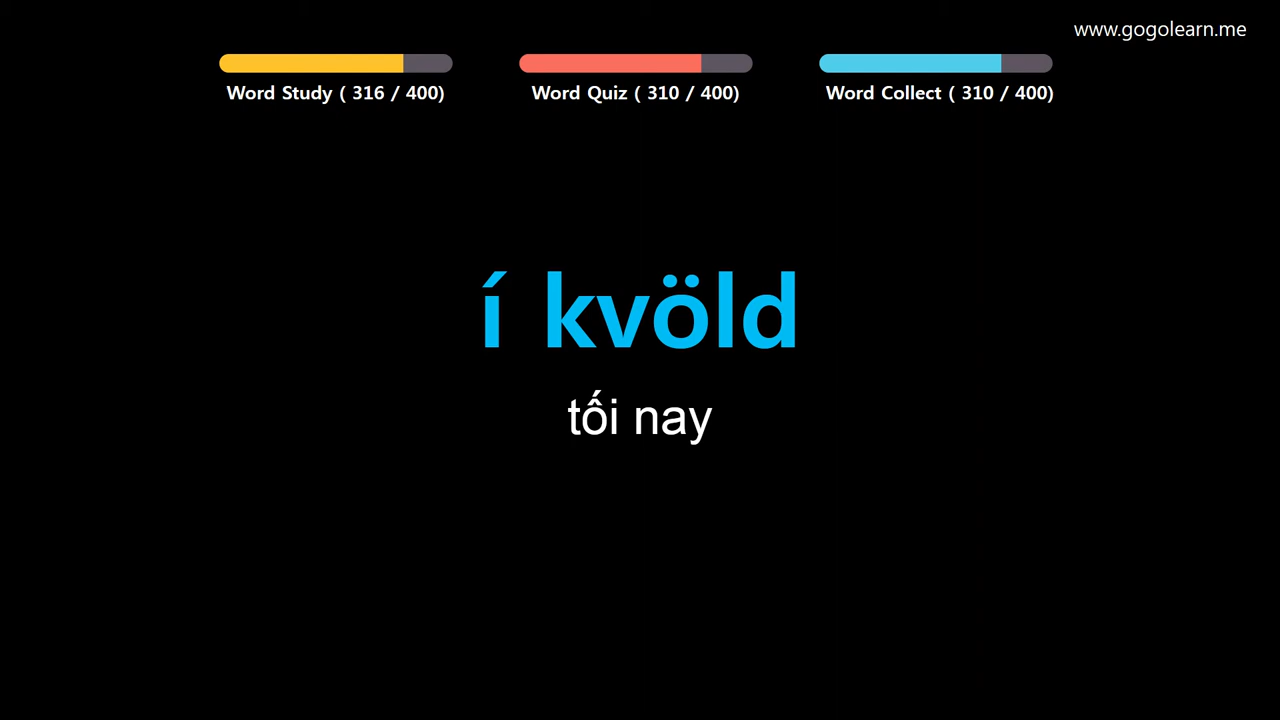 www.gogolearn.me
Word Study ( 316 / 400)
Word Quiz ( 310 / 400)
Word Collect ( 310 / 400)
í kvöld
tối nay